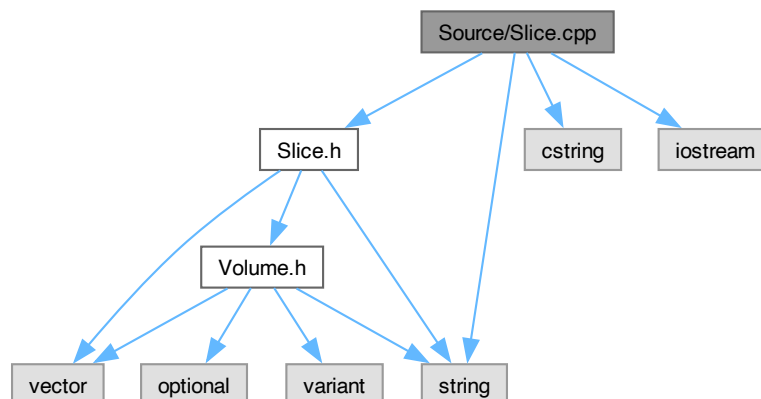 Source/Slice.cpp
Slice.h
cstring
iostream
Volume.h
vector
optional
variant
string